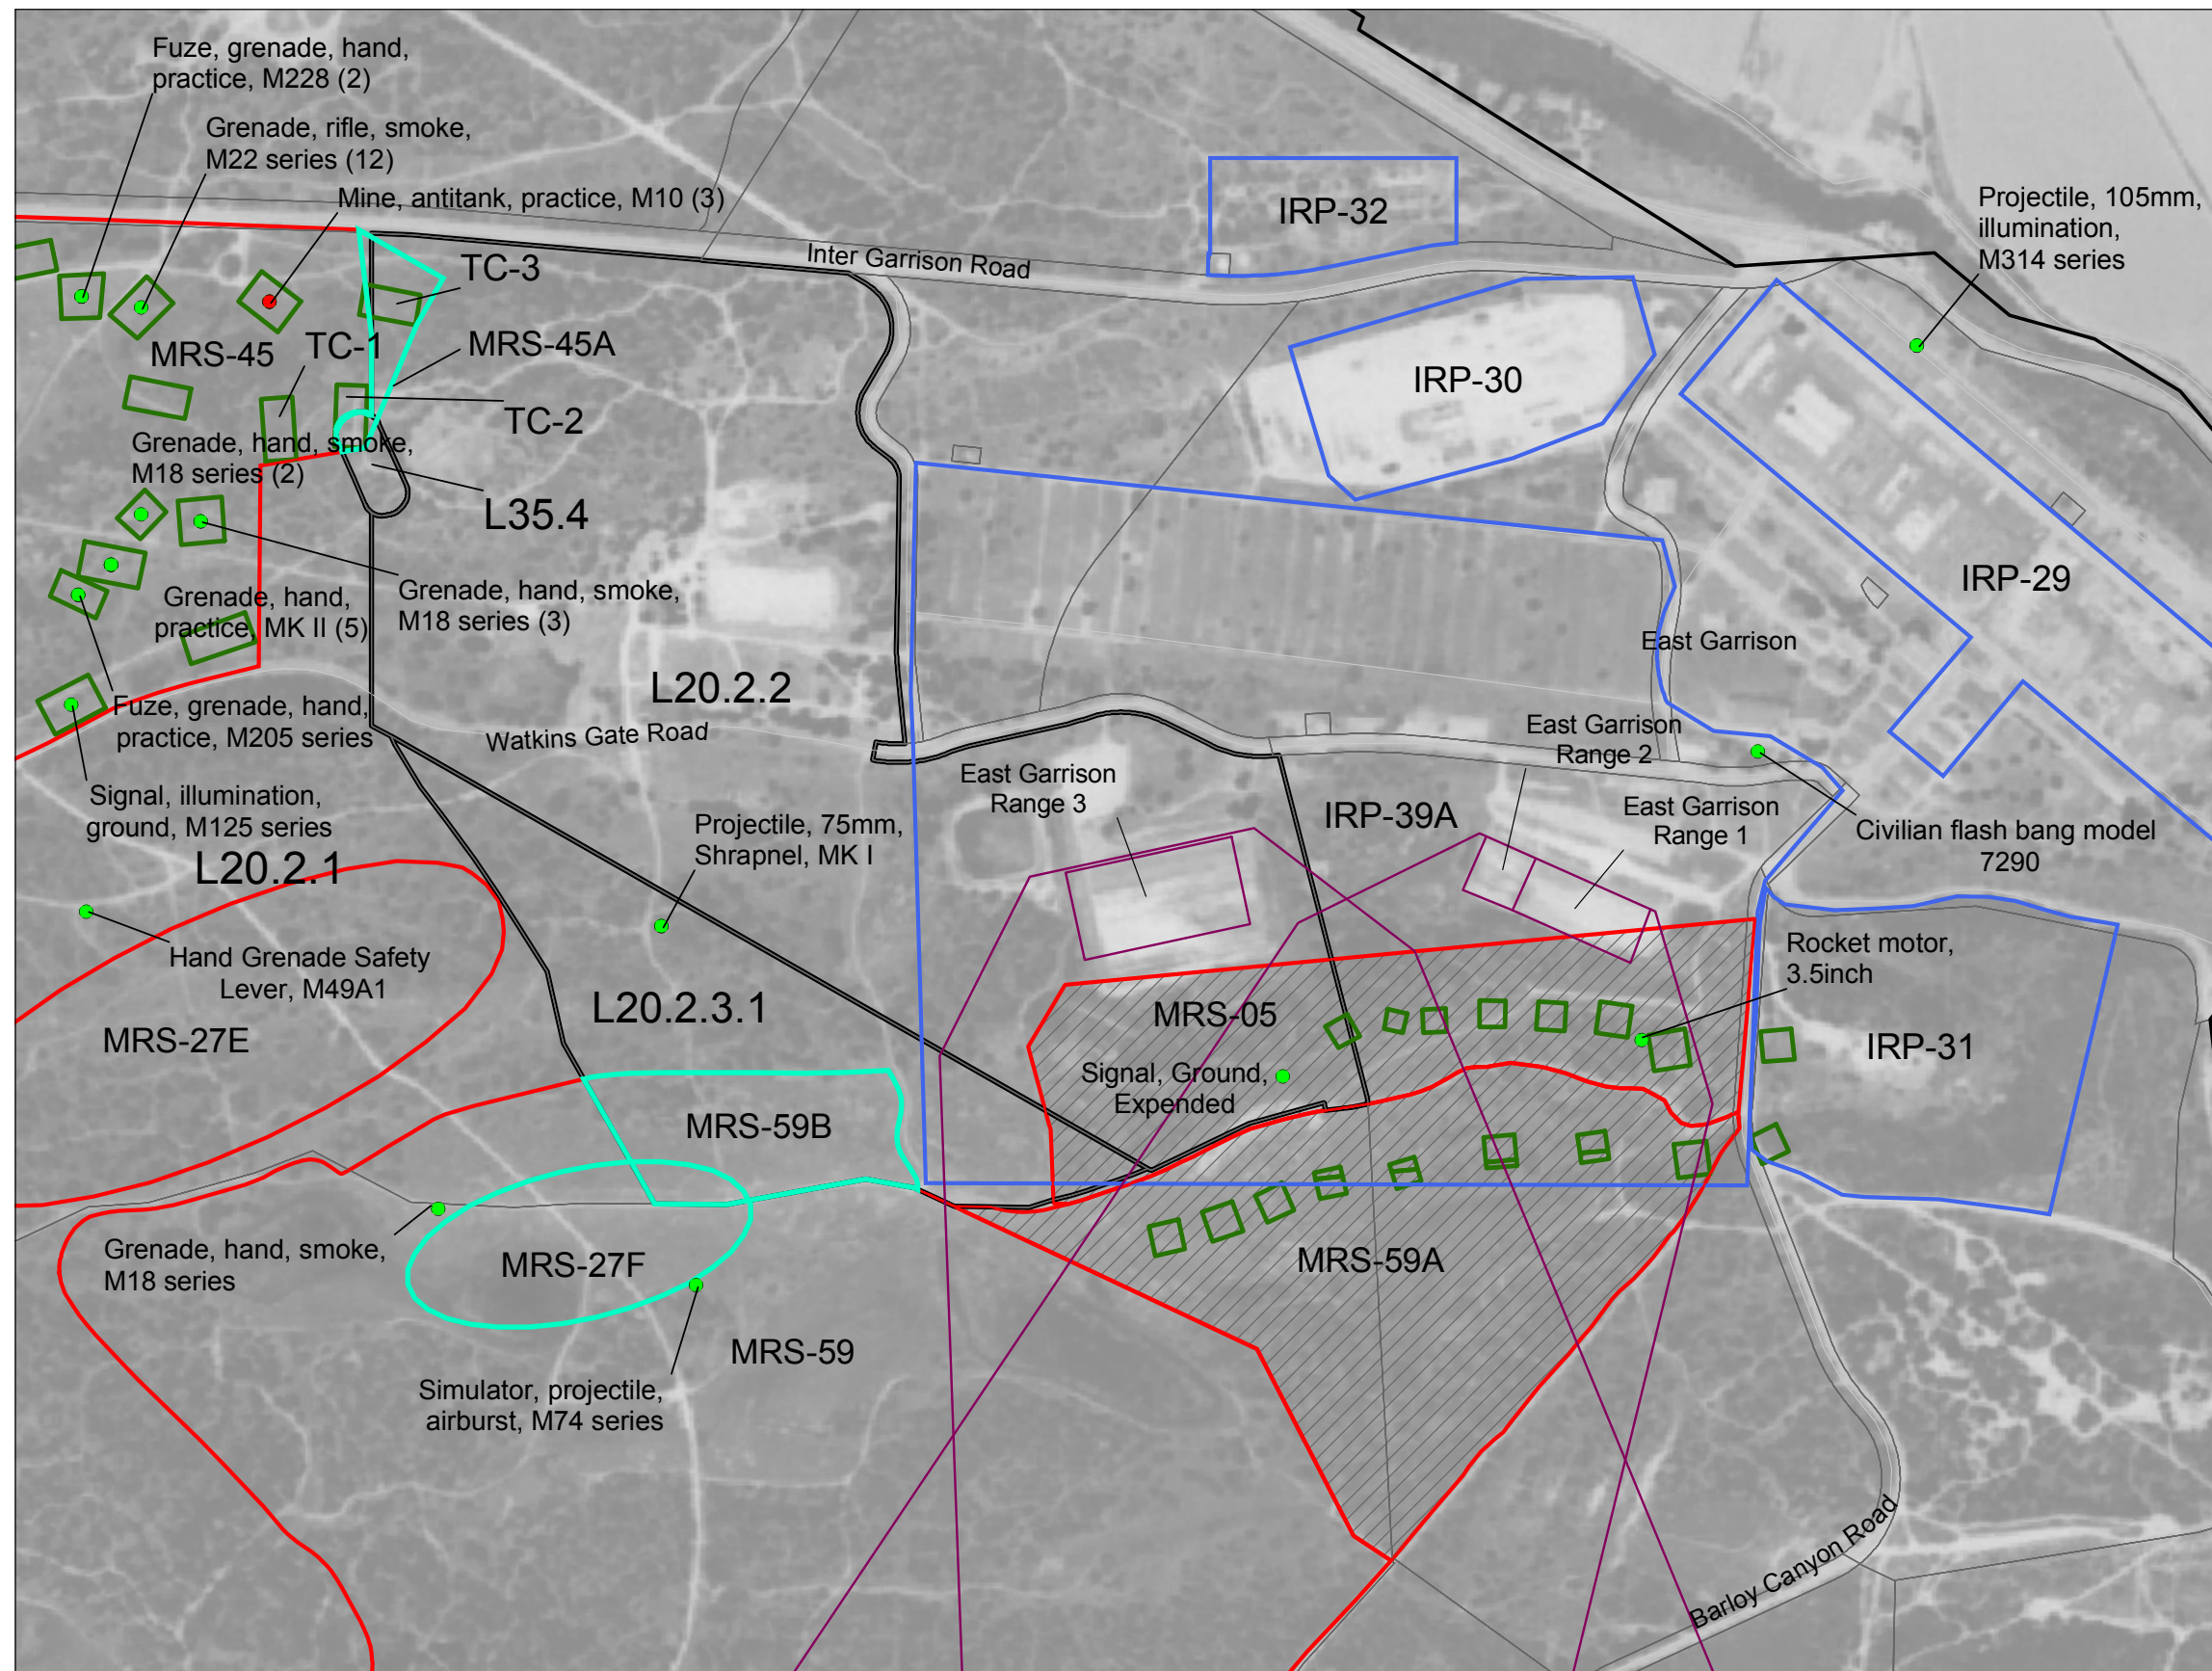 Fuze, grenade, hand,
practice, M228 (2)
Grenade, rifle, smoke,
M22 series (12)
Mine, antitank, practice, M10 (3)
IRP-32
Projectile, 105mm,
illumination,
M314 series
Inter Garrison Road
TC-3
MRS-45
TC-1
MRS-45A
IRP-30
TC-2
Grenade, hand, smoke,
M18 series (2)
L35.4
Grenade, hand,
practice, MK II (5)
Grenade, hand, smoke,
M18 series (3)
IRP-29
East Garrison
L20.2.2
Fuze, grenade, hand,
practice, M205 series
Watkins Gate Road
East Garrison
Range 2
East Garrison
Range 3
Signal, illumination,
ground, M125 series
IRP-39A
East Garrison
Range 1
Projectile, 75mm,
Shrapnel, MK I
Civilian flash bang model
7290
L20.2.1
Hand Grenade Safety
Lever, M49A1
Rocket motor,
3.5inch
L20.2.3.1
MRS-05
MRS-27E
IRP-31
Signal, Ground,
Expended
MRS-59B
Grenade, hand, smoke,
M18 series
MRS-27F
MRS-59A
MRS-59
Simulator, projectile,
airburst, M74 series
Barloy Canyon Road